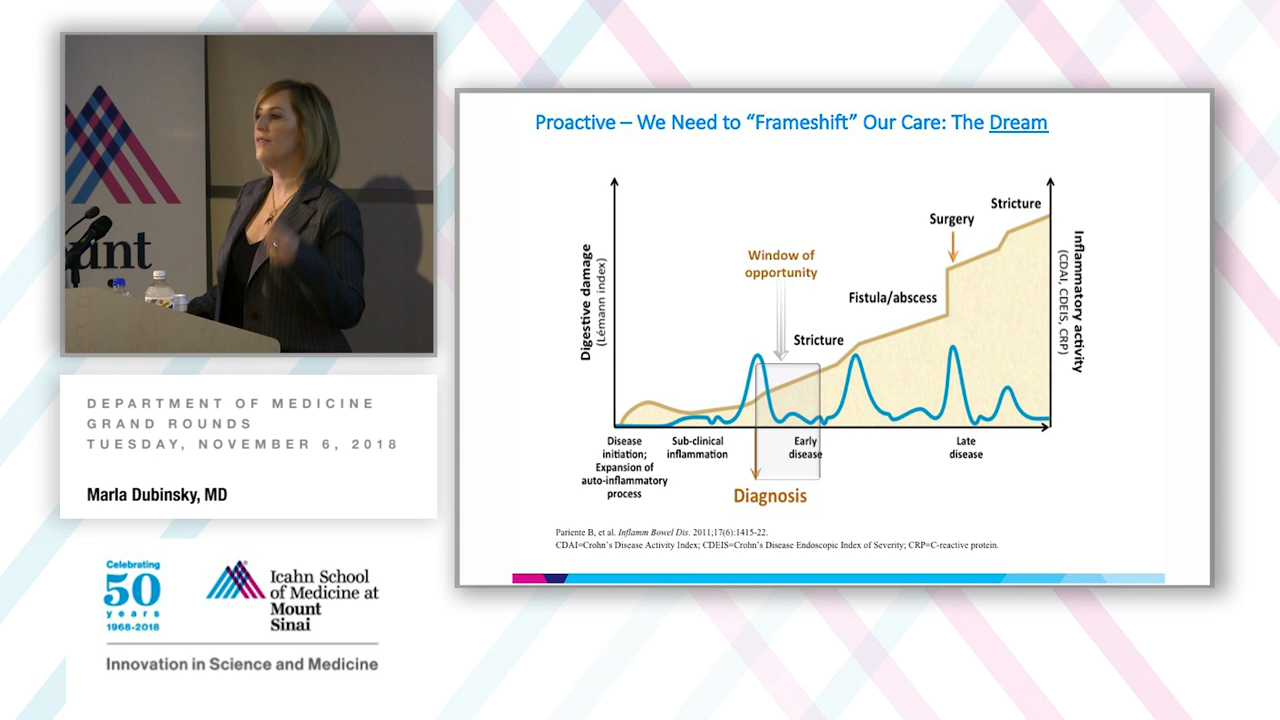 unt
DEPARTMENT OF MEDICINE
GRAND ROUNDS
TUESDAY, NOVEMBER 6, 2018
Marla Dubinsky, MD
Celebrating
50
years
1968-2018
Icahn School
of Medicine at
Mount
Sinai
Innovation in Science and Medicine
Proactive – We Need to “Frameshift” Our Care: The Dream
Digestive damage
(Lémann index)
Window of
opportunity
Stricture
Fistula/abscess
Surgery
Stricture
Inflammatory activity
(CDAI, CDEIS, CRP)
Disease
initiation;
Expansion of
auto-inflammatory
process
Sub-clinical
inflammation
Early
disease
Late
disease
Diagnosis
Pariente B, et al. Inflamm Bowel Dis. 2011;17(6):1415-22.
CDAI=Crohn’s Disease Activity Index; CDEIS=Crohn’s Disease Endoscopic Index of Severity; CRP=C-reactive protein.